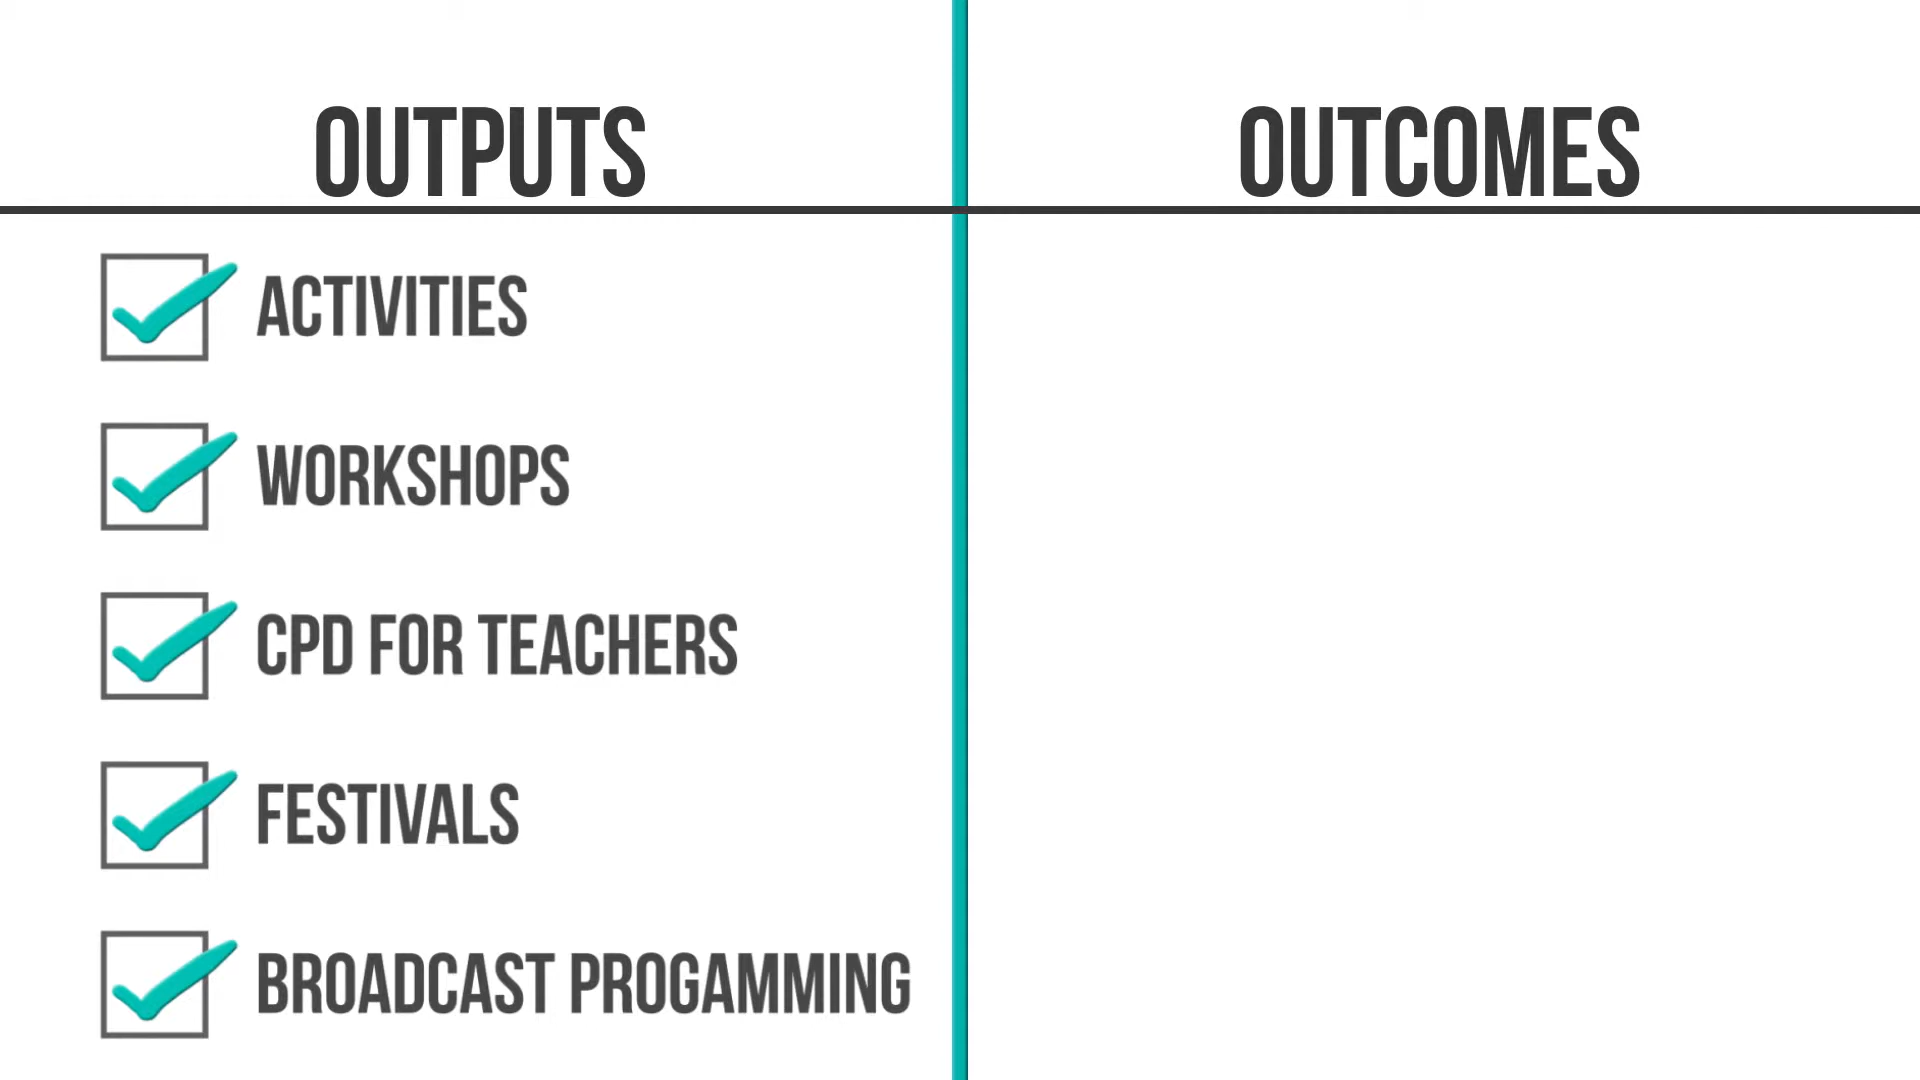 OUTPUTS
OUTCOMES
ACTIVITIES
WORKSHOPS
CPD FOR TEACHERS
FESTIVALS
BROADCAST PROGAMMING